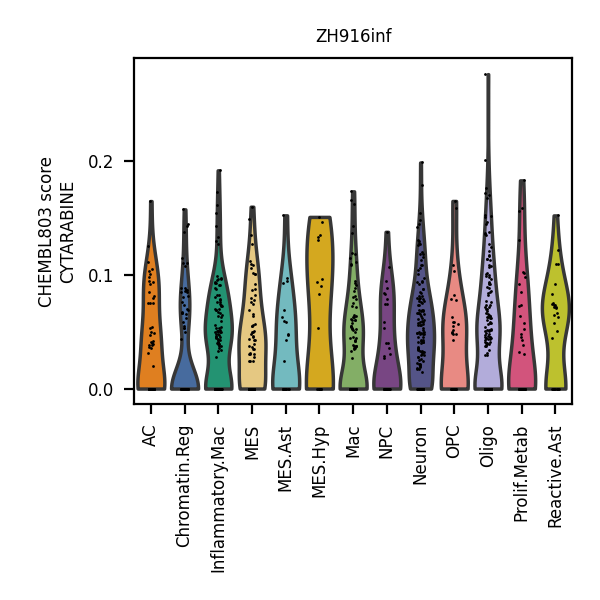 ZH916inf
CHEMBL803 score
CYTARABINE
0.2
0.1
0.0
AC
Chromatin.Reg
Inflammatory.Mac
MES
MES.Ast
MES.Hyp
Mac
NPC
Neuron
OPC
Oligo
Prolif.Metab
Reactive.Ast